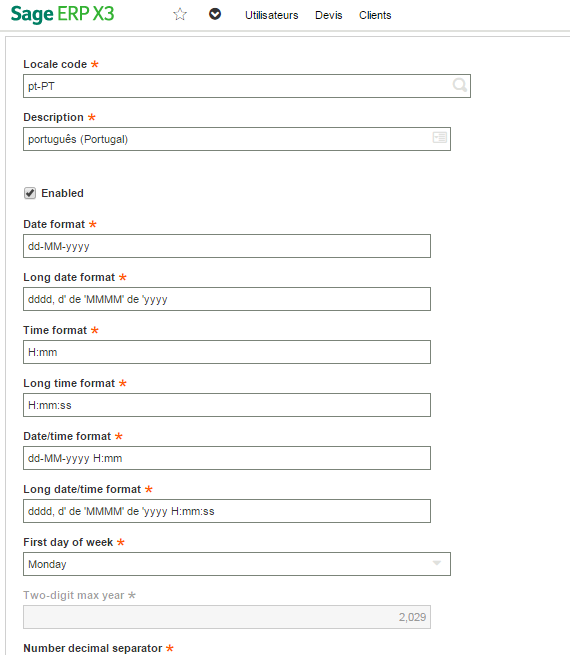 Sage ERP X3 Utilisateurs Devis Clients
Locale code *
pt-PT
Description *
português (Portugal)
Enabled
Date format *
dd-MM-yyyy
Long date format *
dddd, d' de 'MMMM' de 'yyyy
Time format *
H:mm
Long time format *
H:mm:ss
Date/time format *
dd-MM-yyyy H:mm
Long date/time format *
dddd, d' de 'MMMM' de 'yyyy H:mm:ss
First day of week *
Monday
Two-digit max year *
2,029
Number decimal separator *